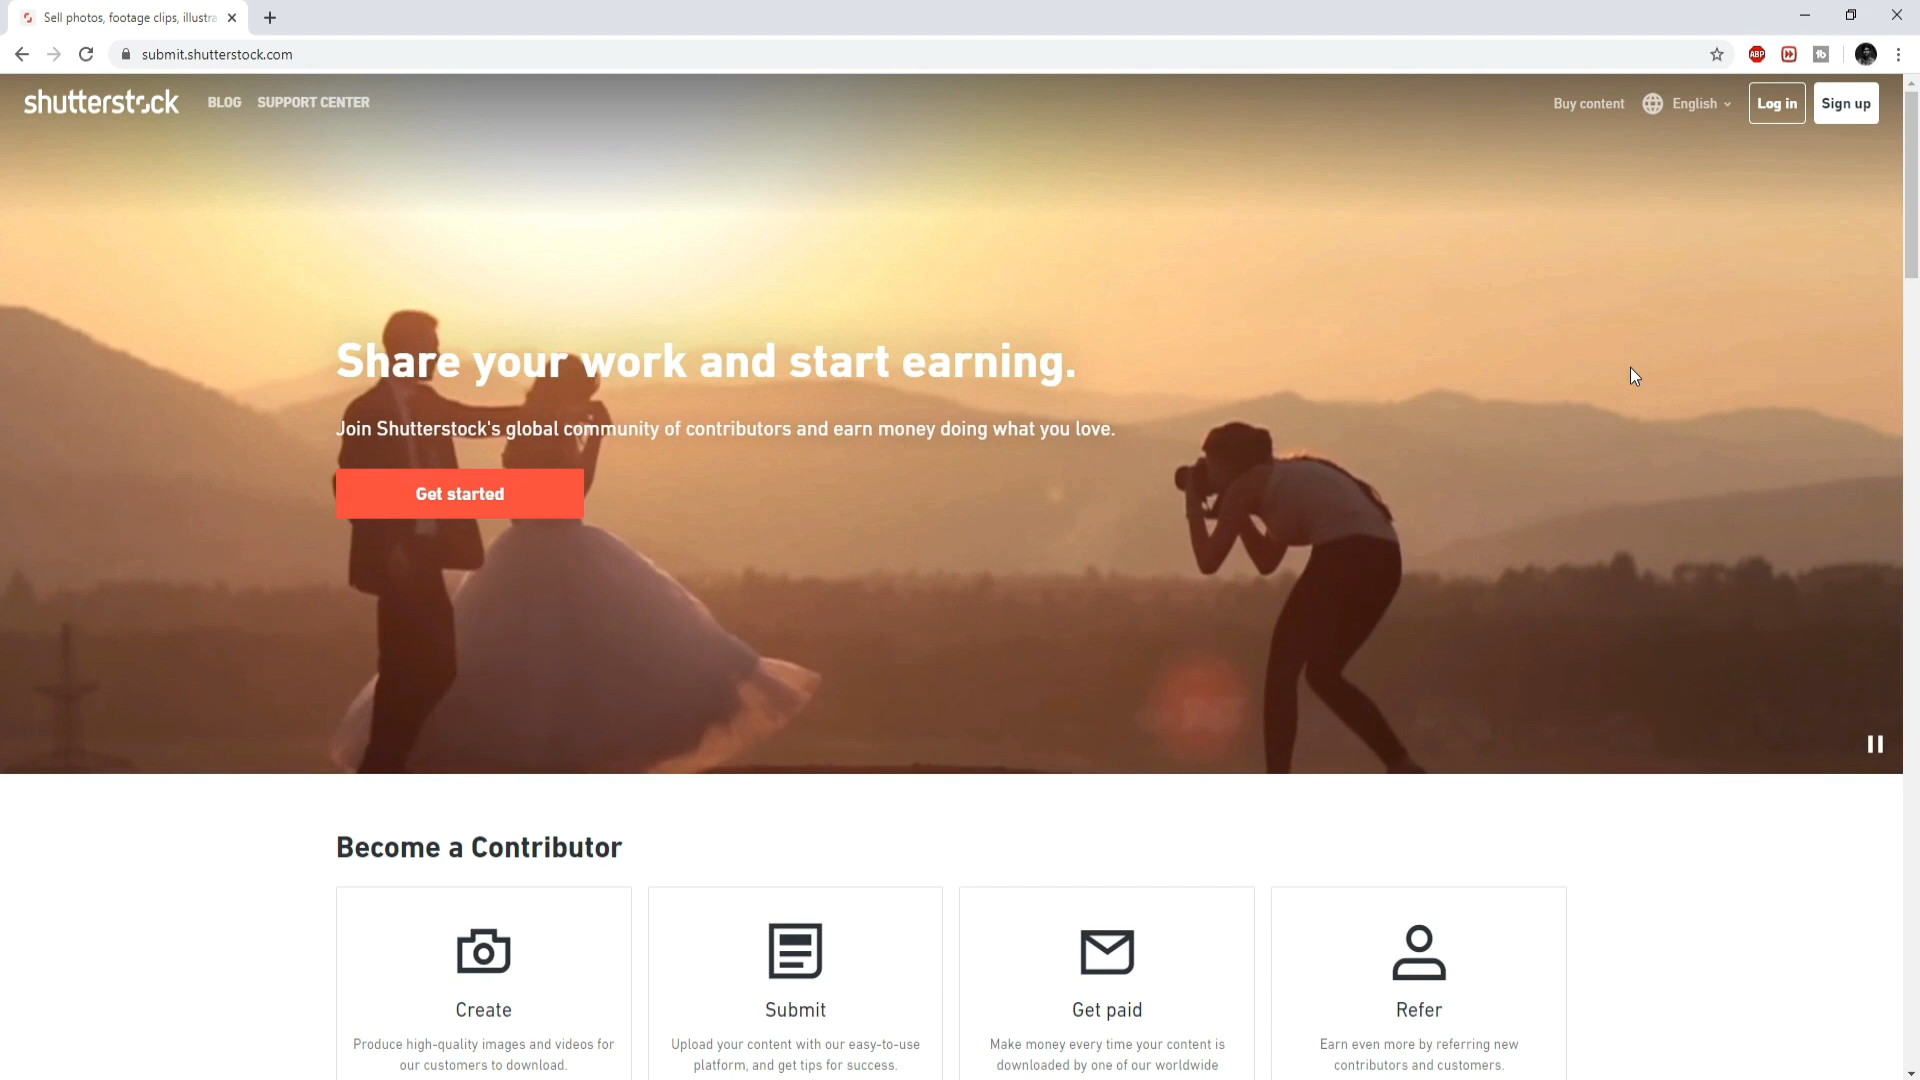 Sell photos, footage clips, illustra
submit.shutterstock.com
ABP
tb
shutterstock
BLOG
SUPPORT CENTER
Buy content
English
Log in
Sign up
Share your work and start earning.
Join Shutterstock's global community of contributors and earn money doing what you love.
Get started
Become a Contributor
Create
Produce high-quality images and videos for
our customers to download.
Submit
Upload your content with our easy-to-use
platform, and get tips for success.
Get paid
Make money every time your content is
downloaded by one of our worldwide
Refer
Earn even more by referring new
contributors and customers.